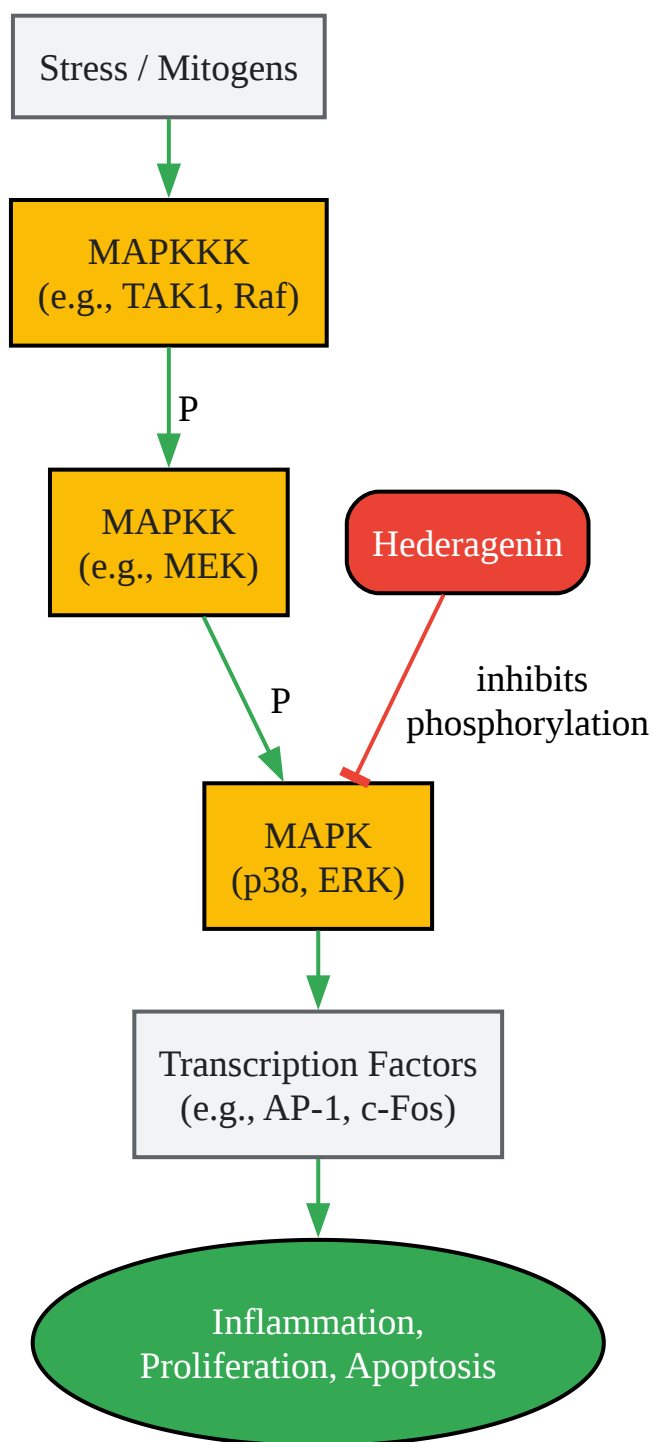 Stress / Mitogens
MAPKKK
(e.g., TAK1, Raf)
P
MAPKK
(e.g., MEK)
Hederagenin
P
inhibits
phosphorylation
MAPK
(p38, ERK)
Transcription Factors
(e.g., AP-1, c-Fos)
Inflammation,
Proliferation, Apoptosis